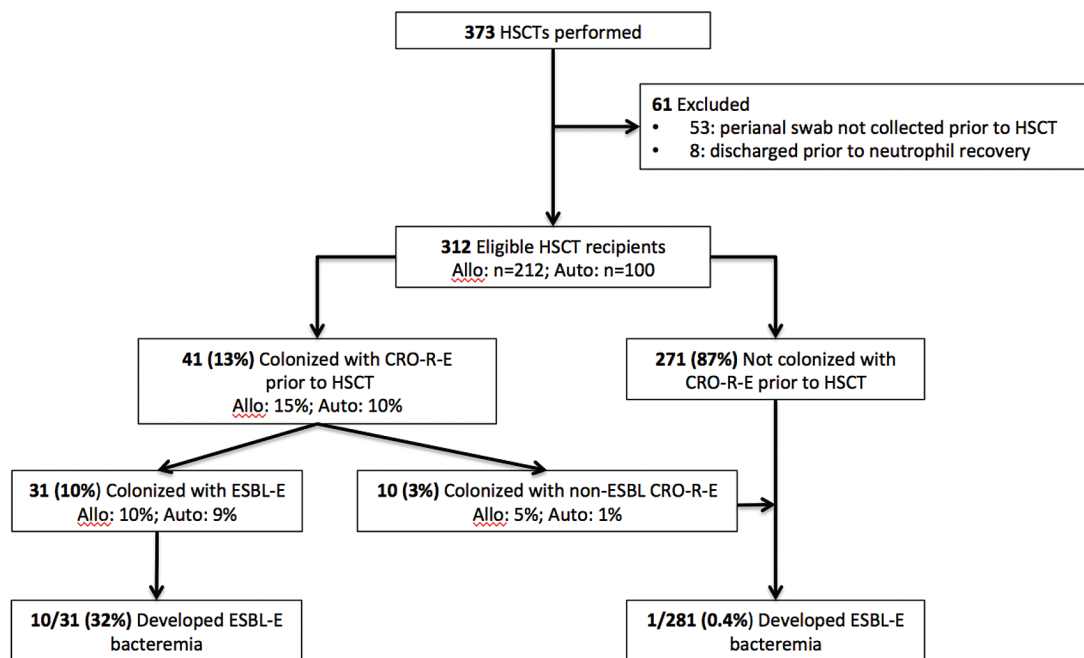 373 HSCTs performed
61 Excluded
• 53: perianal swab not collected prior to HSCT
• 8: discharged prior to neutrophil recovery
312 Eligible HSCT recipients
Allo: n=212; Auto: n=100
41 (13%) Colonized with CRO-R-E
prior to HSCT
Allo: 15%; Auto: 10%
271 (87%) Not colonized with
CRO-R-E prior to HSCT
31 (10%) Colonized with ESBL-E
Allo: 10%; Auto: 9%
10 (3%) Colonized with non-ESBL CRO-R-E
Allo: 5%; Auto: 1%
10/31 (32%) Developed ESBL-E
bacteremia
1/281 (0.4%) Developed ESBL-E
bacteremia